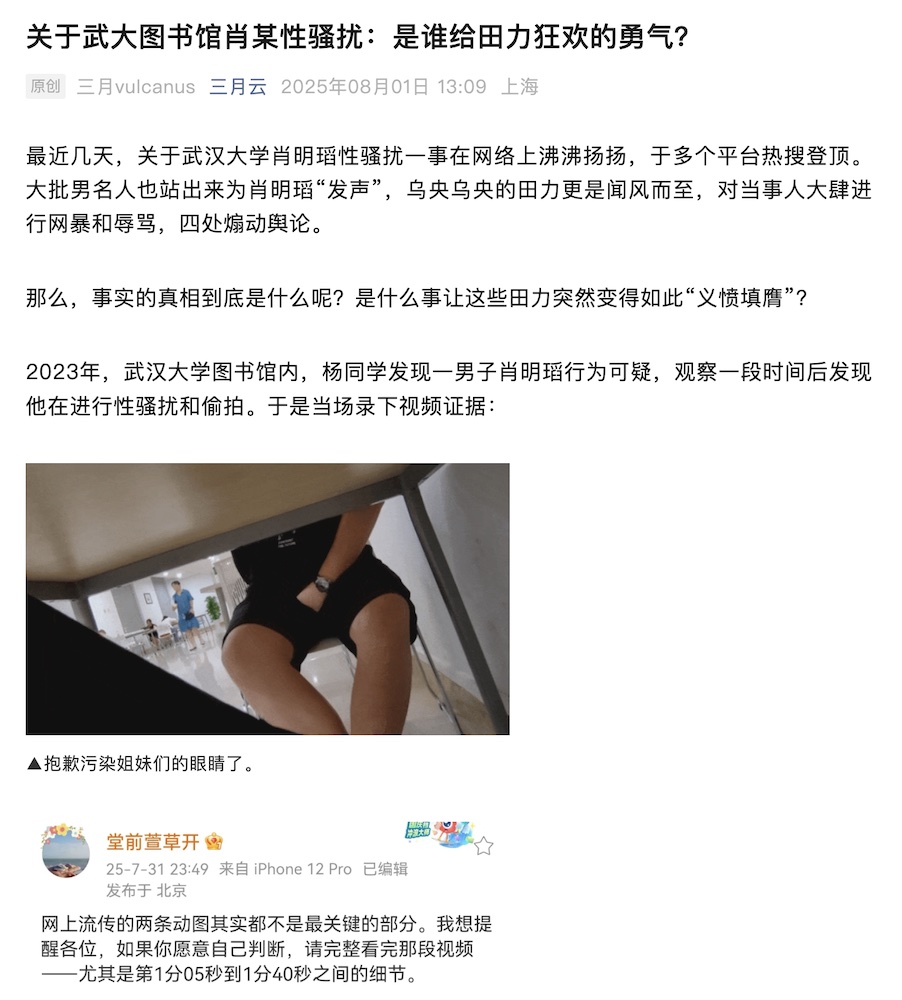 关于武大图书馆肖某性骚扰：是谁给田力狂欢的勇气？
原创 三月vulcanus 三月云 2025年08月01日 13:09 上海
最近几天，关于武汉大学肖明瑫性骚扰一事在网络上沸沸扬扬，于多个平台热搜登顶。
大批男名人也站出来为肖明瑫“发声”，乌央乌央的田力更是闻风而至，对当事人大肆进
行网暴和辱骂，四处煽动舆论。
那么，事实的真相到底是什么呢？是什么事让这些田力突然变得如此“义愤填膺”？
2023年，武汉大学图书馆内，杨同学发现一男子肖明瑫行为可疑，观察一段时间后发现
他在进行性骚扰和偷拍。于是当场录下视频证据：
▲抱歉污染姐妹们的眼睛了。
堂前萱草开
25-7-31 23:49 来自 iPhone 12 Pro 已编辑
发布于 北京
网上流传的两条动图其实都不是最关键的部分。我想提
醒各位，如果你愿意自己判断，请完整看完那段视频
——尤其是第1分05秒到1分40秒之间的细节。